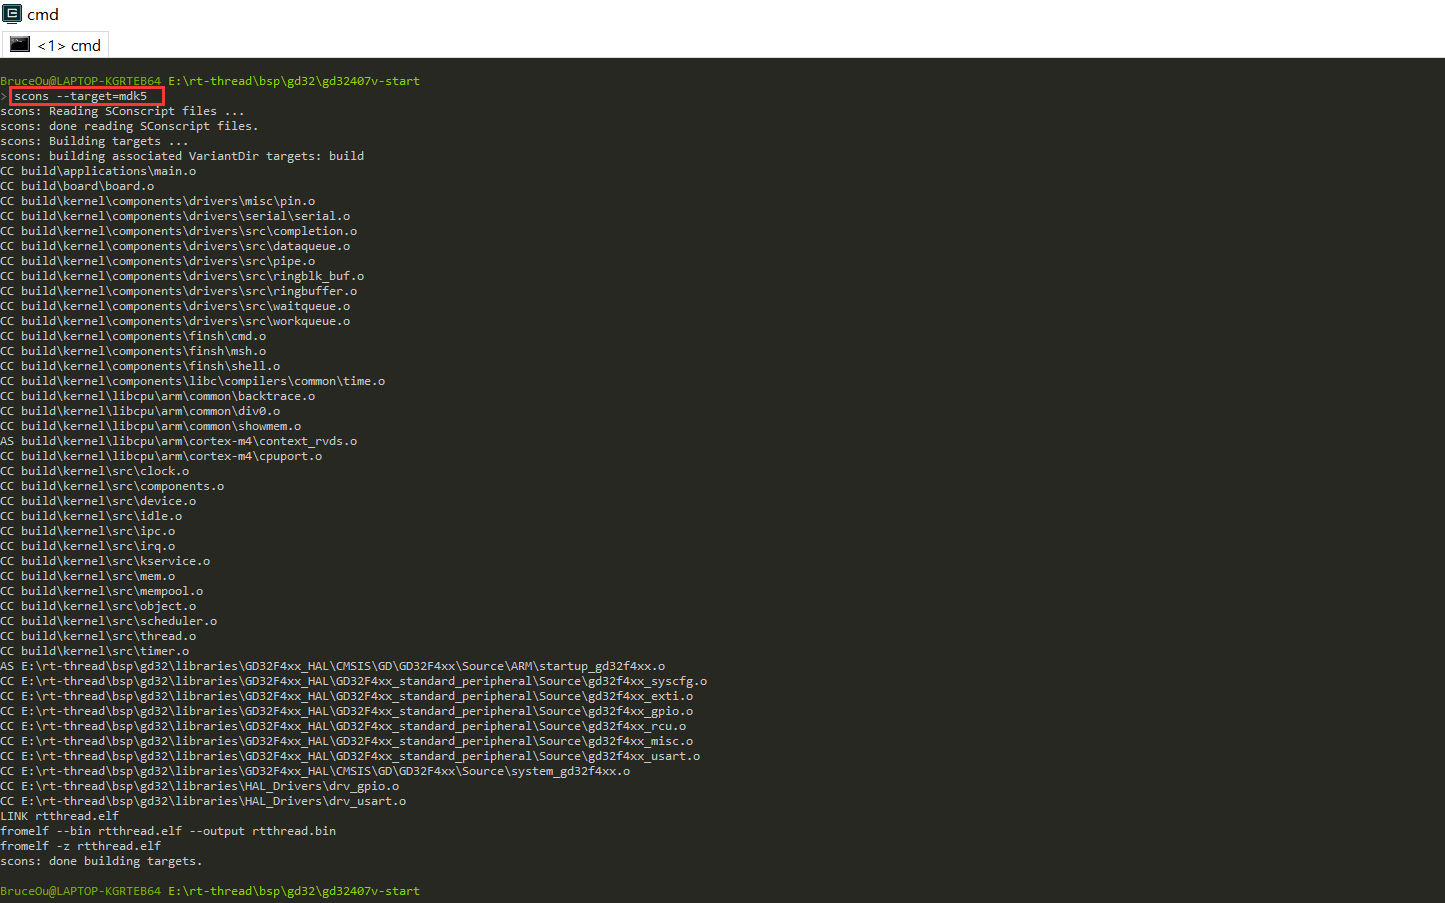 cmd
<1> cmd
BruceOu@LAPTOP-KGRTEB64 E:\rt-thread\bsp\gd32\gd32407v-start
> scons --target=mdk5
scons: Reading SConscript files ...
scons: done reading SConscript files.
scons: Building targets ...
scons: building associated VariantDir targets: build
CC build\applications\main.o
CC build\board\board.o
CC build\kernel\components\drivers\misc\pin.o
CC build\kernel\components\drivers\serial\serial.o
CC build\kernel\components\drivers\src\completion.o
CC build\kernel\components\drivers\src\dataqueue.o
CC build\kernel\components\drivers\src\pipe.o
CC build\kernel\components\drivers\src\ringblk_buf.o
CC build\kernel\components\drivers\src\ringbuffer.o
CC build\kernel\components\drivers\src\waitqueue.o
CC build\kernel\components\drivers\src\workqueue.o
CC build\kernel\components\finsh\cmd.o
CC build\kernel\components\finsh\msh.o
CC build\kernel\components\finsh\shell.o
CC build\kernel\components\libc\compilers\common\time.o
CC build\kernel\libcpu\arm\common\backtrace.o
CC build\kernel\libcpu\arm\common\div0.o
CC build\kernel\libcpu\arm\common\showmem.o
AS build\kernel\libcpu\arm\cortex-m4\context_rvds.o
CC build\kernel\libcpu\arm\cortex-m4\cpuport.o
CC build\kernel\src\clock.o
CC build\kernel\src\components.o
CC build\kernel\src\device.o
CC build\kernel\src\idle.o
CC build\kernel\src\ipc.o
CC build\kernel\src\irq.o
CC build\kernel\src\kservice.o
CC build\kernel\src\mem.o
CC build\kernel\src\mempool.o
CC build\kernel\src\object.o
CC build\kernel\src\scheduler.o
CC build\kernel\src\thread.o
CC build\kernel\src\timer.o
AS E:\rt-thread\bsp\gd32\libraries\GD32F4xx_HAL\CMSIS\GD\GD32F4xx\Source\ARM\startup_gd32f4xx.o
CC E:\rt-thread\bsp\gd32\libraries\GD32F4xx_HAL\GD32F4xx_standard_peripheral\Source\gd32f4xx_syscfg.o
CC E:\rt-thread\bsp\gd32\libraries\GD32F4xx_HAL\GD32F4xx_standard_peripheral\Source\gd32f4xx_exti.o
CC E:\rt-thread\bsp\gd32\libraries\GD32F4xx_HAL\GD32F4xx_standard_peripheral\Source\gd32f4xx_gpio.o
CC E:\rt-thread\bsp\gd32\libraries\GD32F4xx_HAL\GD32F4xx_standard_peripheral\Source\gd32f4xx_rcu.o
CC E:\rt-thread\bsp\gd32\libraries\GD32F4xx_HAL\GD32F4xx_standard_peripheral\Source\gd32f4xx_misc.o
CC E:\rt-thread\bsp\gd32\libraries\GD32F4xx_HAL\GD32F4xx_standard_peripheral\Source\gd32f4xx_usart.o
CC E:\rt-thread\bsp\gd32\libraries\GD32F4xx_HAL\CMSIS\GD\GD32F4xx\Source\system_gd32f4xx.o
CC E:\rt-thread\bsp\gd32\libraries\HAL_Drivers\drv_gpio.o
CC E:\rt-thread\bsp\gd32\libraries\HAL_Drivers\drv_usart.o
LINK rtthread.elf
fromelf --bin rtthread.elf --output rtthread.bin
fromelf -z rtthread.elf
scons: done building targets.
BruceOu@LAPTOP-KGRTEB64 E:\rt-thread\bsp\gd32\gd32407v-start